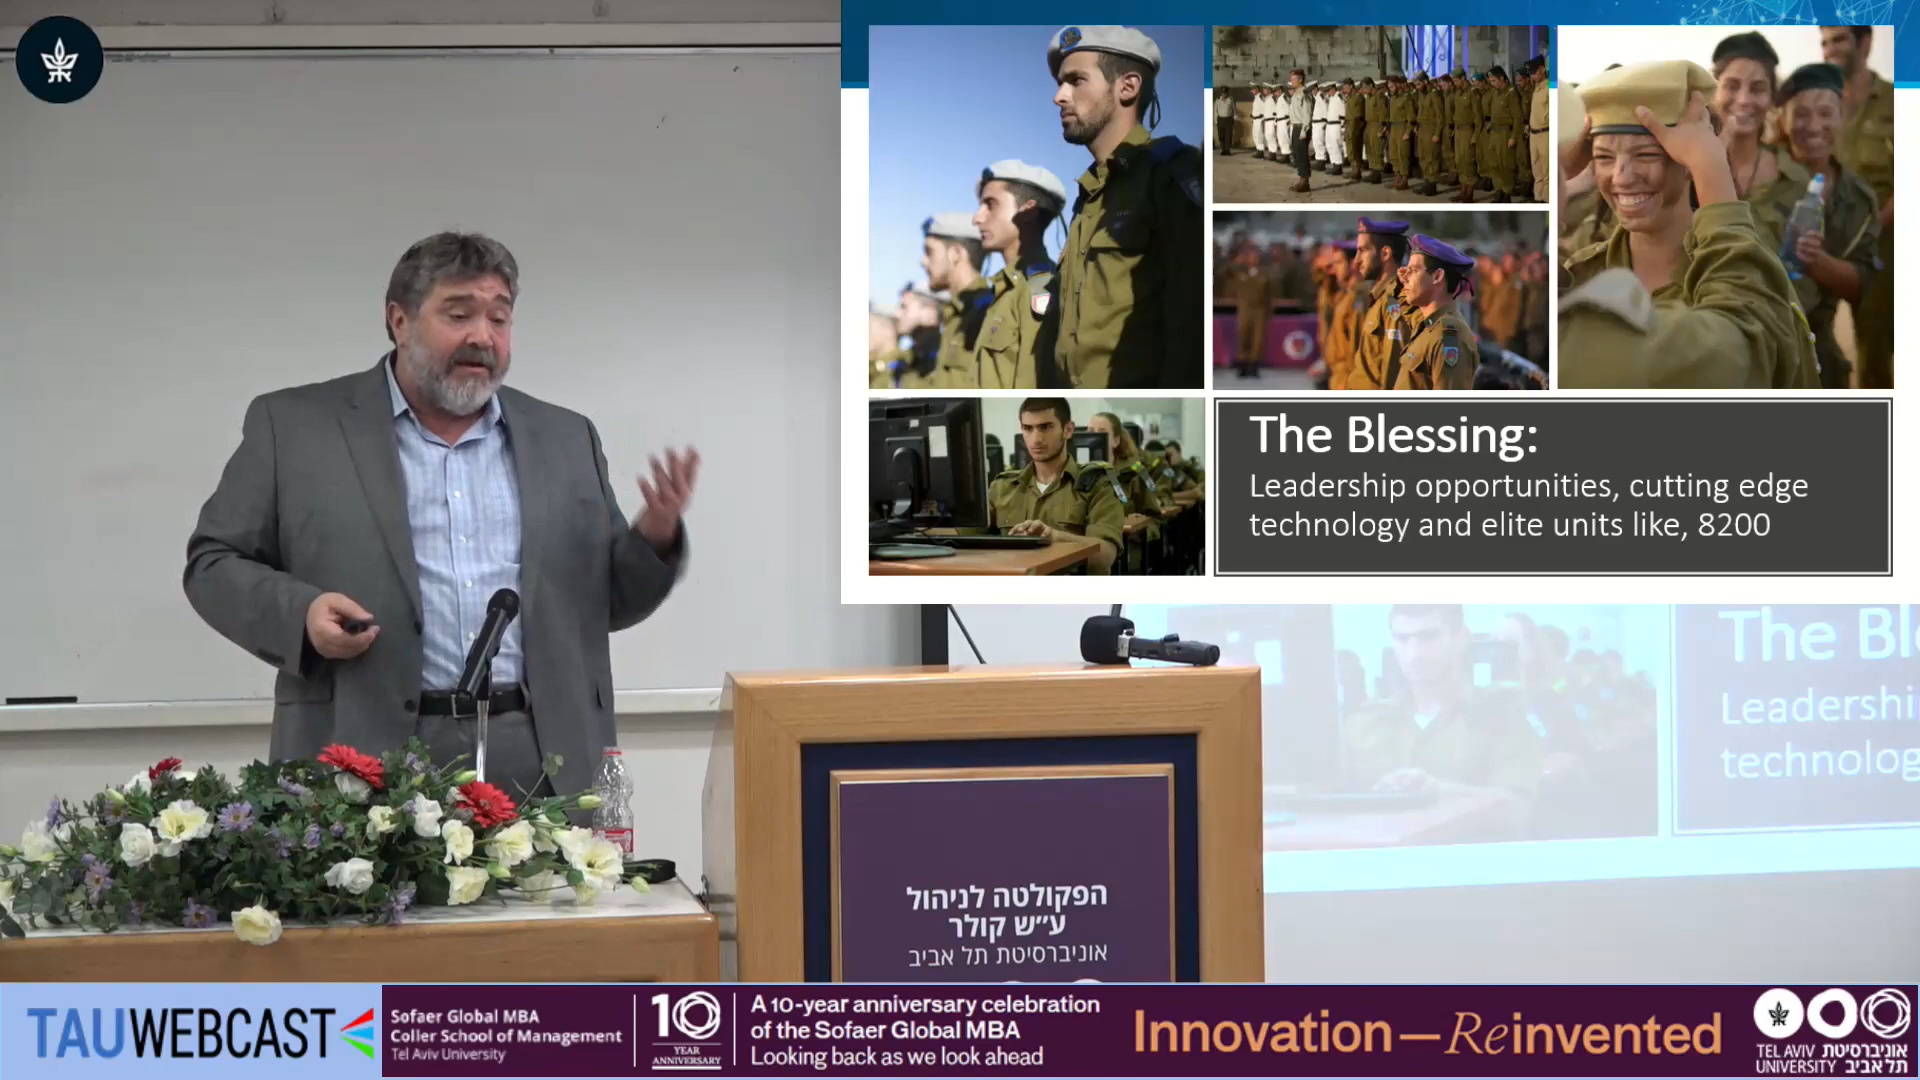 The Blessing:
Leadership opportunities, cutting edge
technology and elite units like, 8200
The Bl
Leadershi
technolog
הפקולטה לניהול
ע״ש קולר
אוניברסיטת תל אביב
TAUWEBCAST
Sofaer Global MBA
Coller School of Management
Tel Aviv University
10
YEAR
ANNIVERSARY
A 10-year anniversary celebration
of the Sofaer Global MBA
Looking back as we look ahead
Innovation—Reinvented
TEL AVIV אוניברסיטת
UNIVERSITY תל אביב